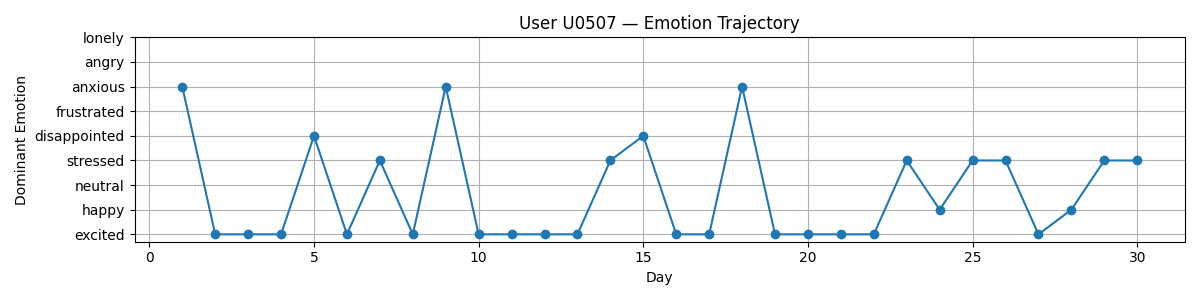 User U0507 — Emotion Trajectory
Dominant Emotion
lonely
angry
anxious
frustrated
disappointed
stressed
neutral
happy
excited
0 5 10 15 20 25 30
Day